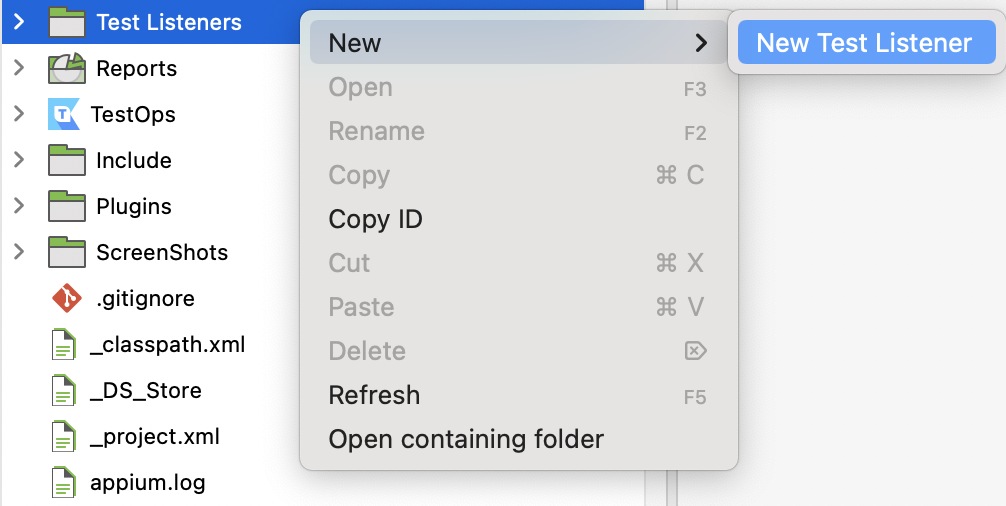 Test Listeners
Reports
TestOps
Include
Plugins
ScreenShots
.gitignore
_classpath.xml
_DS_Store
_project.xml
appium.log
New
Open F3
Rename F2
Copy ⌘ C
Copy ID
Cut ⌘ X
Paste ⌘ V
Delete ⌦
Refresh F5
Open containing folder
New Test Listener